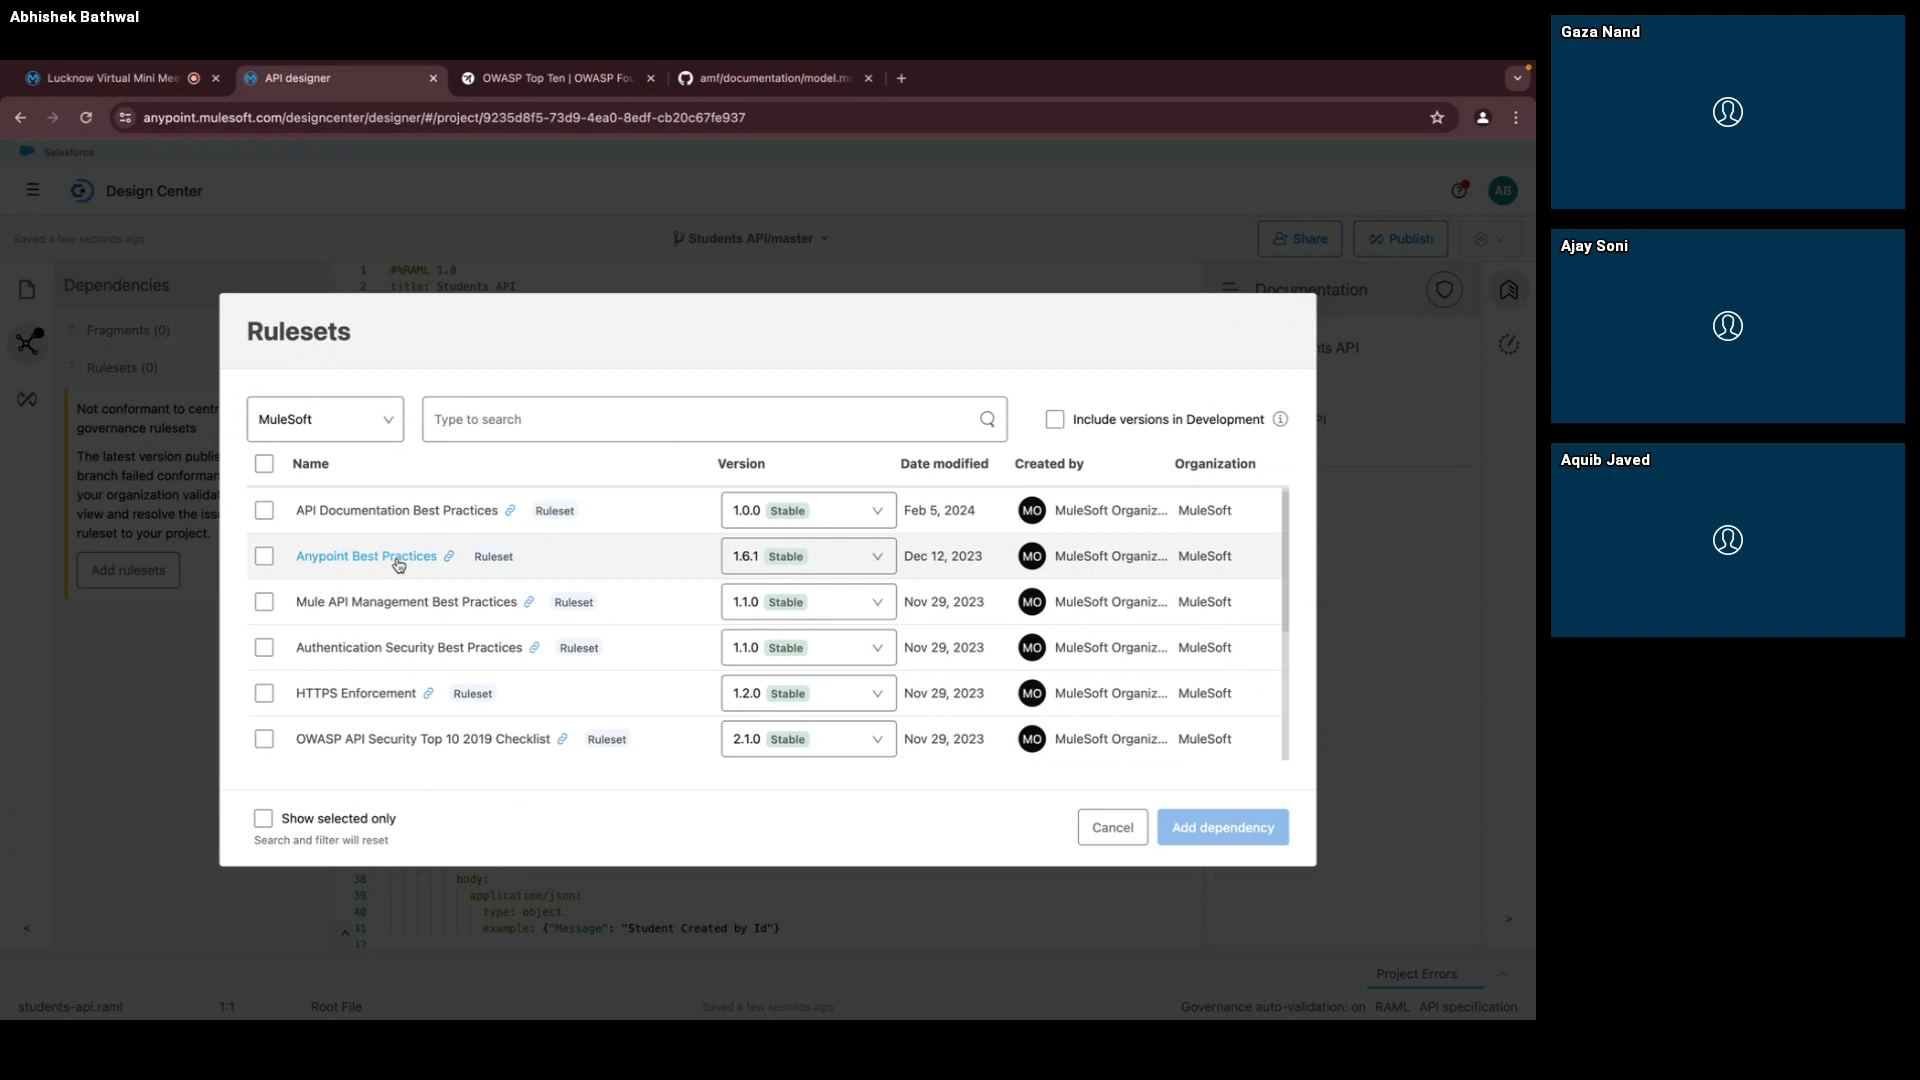 Abhishek Bathwal
Gaza Nand
Ajay Soni
Aquib Javed
Lucknow Virtual Mini Mee
API designer
OWASP Top Ten | OWASP Fou
amf/documentation/model.m
anypoint.mulesoft.com/designcenter/designer/#/project/9235d8f5-73d9-4ea0-8edf-cb20c67fe937
Salesforce
Design Center
AB
Saved a few seconds ago
Students API/master
Share
Publish
Dependencies
1 #%RAML 1.0
2 title: Students API
Documentation
Fragments (0)
Rulesets (0)
Not conformant to centr
governance rulesets
The latest version publis
branch failed conforman
your organization valida
view and resolve the issu
ruleset to your project.
Add rulesets
nts API
PI
Rulesets
MuleSoft
Type to search
Include versions in Development
Name Version Date modified Created by Organization
API Documentation Best Practices Ruleset 1.0.0 Stable Feb 5, 2024 MO MuleSoft Organiz... MuleSoft
Anypoint Best Practices Ruleset 1.6.1 Stable Dec 12, 2023 MO MuleSoft Organiz... MuleSoft
Mule API Management Best Practices Ruleset 1.1.0 Stable Nov 29, 2023 MO MuleSoft Organiz... MuleSoft
Authentication Security Best Practices Ruleset 1.1.0 Stable Nov 29, 2023 MO MuleSoft Organiz... MuleSoft
HTTPS Enforcement Ruleset 1.2.0 Stable Nov 29, 2023 MO MuleSoft Organiz... MuleSoft
OWASP API Security Top 10 2019 Checklist Ruleset 2.1.0 Stable Nov 29, 2023 MO MuleSoft Organiz... MuleSoft
Show selected only
Search and filter will reset
Cancel
Add dependency
38 body:
39 application/json:
40 type: object
example: {"Message": "Student Created by Id"}
Project Errors
students-api.raml 1:1 Root File Saved a few seconds ago Governance auto-validation: on RAML API specification